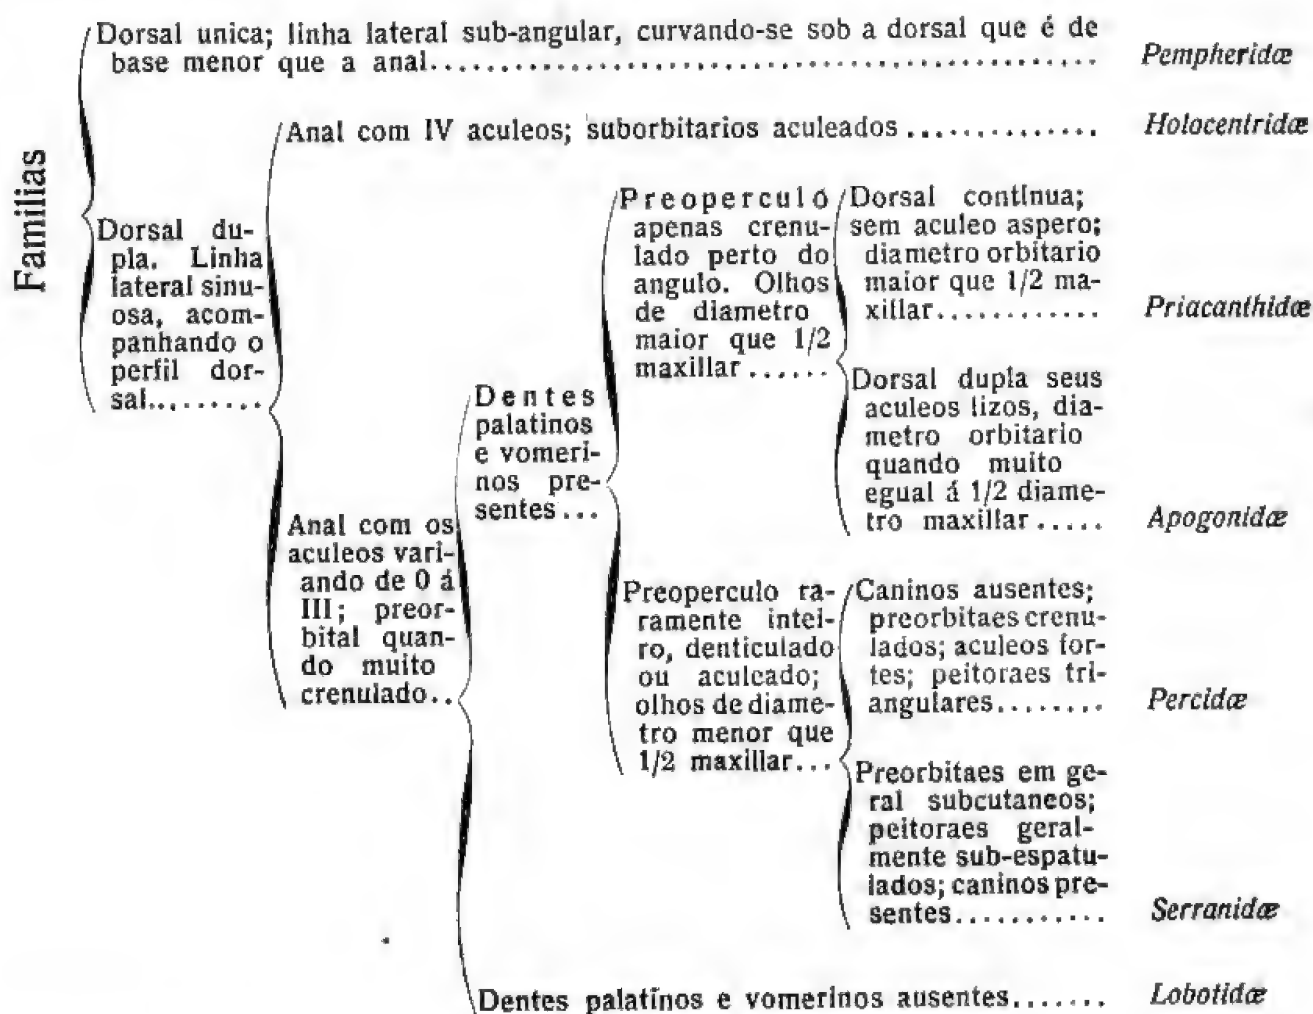 Familias
Dorsal unica; linha lateral sub-angular, curvando-se sob a dorsal que é de
base menor que a anal................................................ Pempheridæ
Dorsal du-
pla. Linha
lateral sinu-
osa, acom-
panhando o
perfil dor-
sal..........
Anal com IV aculeos; suborbitarios aculeados .............. Holocentridæ
Anal com os
aculeos vari-
ando de 0 á
III; preor-
bital quan-
do muito
crenulado..
Dentes
palatinos
e vomeri-
nos pre-
sentes...
Preoperculo
apenas crenu-
lado perto do
angulo. Olhos
de diametro
maior que 1/2
maxillar......
Dorsal contínua;
sem aculeo aspero;
diametro orbitario
maior que 1/2 ma-
xillar............ Priacanthidæ
Dorsal dupla seus
aculeos lizos, dia-
metro orbitario
quando muito
egual á 1/2 diame-
tro maxillar..... Apogonidæ
Preoperculo ra-
ramente intei-
ro, denticulado
ou aculeado;
olhos de diame-
tro menor que
1/2 maxillar...
Caninos ausentes;
preorbitaes crenu-
lados; aculeos for-
tes; peitoraes tri-
angulares........ Percidæ
Preorbitaes em ge-
ral subcutaneos;
peitoraes geral-
mente sub-espatu-
lados; caninos pre-
sentes........... Serranidæ
Dentes palatinos e vomerinos ausentes....... Lobotidæ